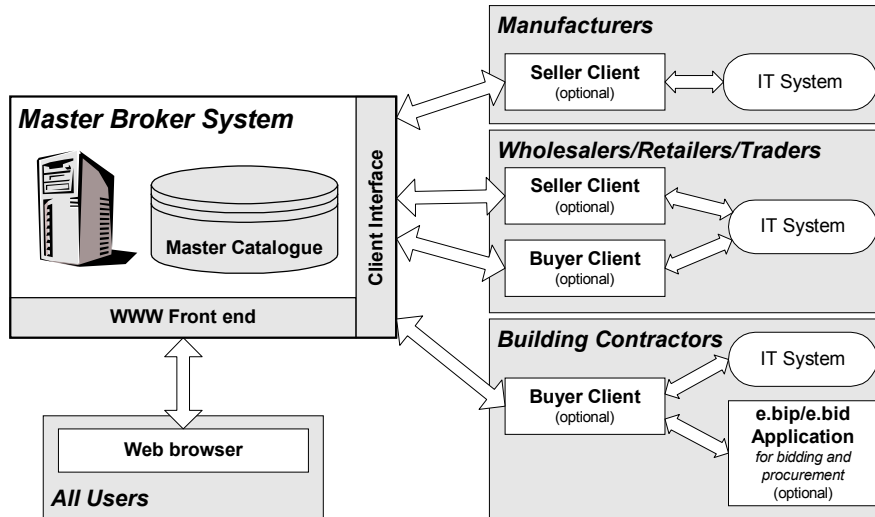 Master Broker System
Master Catalogue
Client Interface
WWW Front end
Web browser
All Users
Manufacturers
Seller Client
(optional)
IT System
Wholesalers/Retailers/Traders
Seller Client
(optional)
Buyer Client
(optional)
IT System
Building Contractors
Buyer Client
(optional)
IT System
e.bip/e.bid
Application
for bidding and
procurement
(optional)